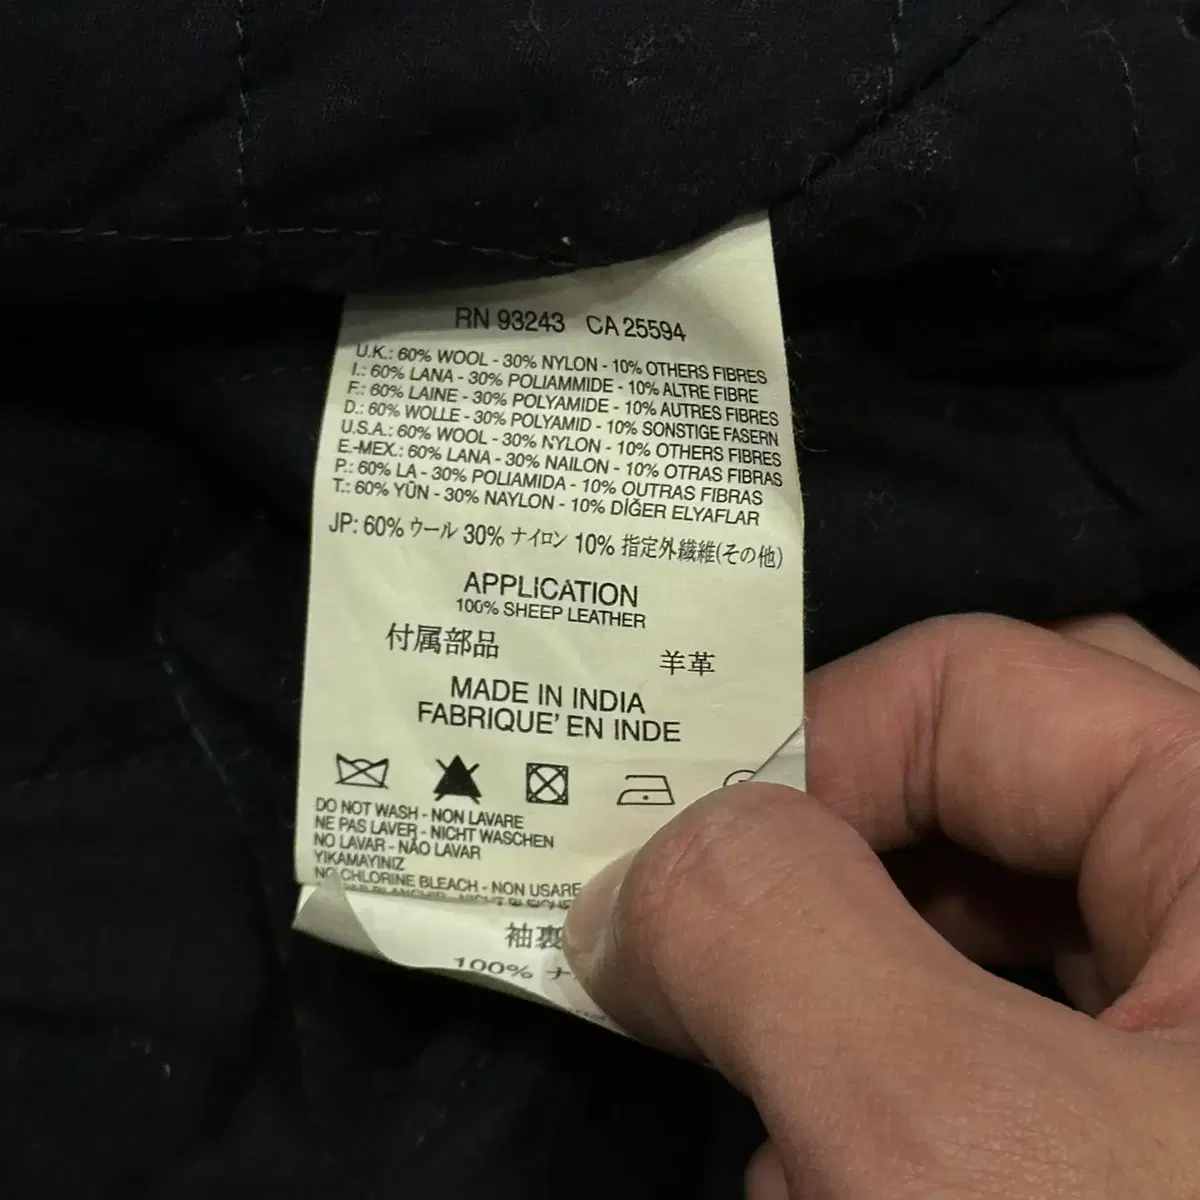 RN 93243 CA 25594
U.K.: 60% WOOL - 30% NYLON - 10% OTHERS FIBRES
I.: 60% LANA - 30% POLIAMMIDE - 10% ALTRE FIBRE
F.: 60% LAINE - 30% POLYAMIDE - 10% AUTRES FIBRES
D.: 60% WOLLE - 30% POLYAMID - 10% SONSTIGE FASERN
U.S.A.: 60% WOOL - 30% NYLON - 10% OTHERS FIBRES
E.-MEX.: 60% LANA - 30% NAILON - 10% OTRAS FIBRAS
P.: 60% LA - 30% POLIAMIDA - 10% OUTRAS FIBRAS
T.: 60% YÛN - 30% NAYLON - 10% DİĞER ELYAFLAR
JP: 60% ウール 30% ナイロン 10% 指定外繊維(その他)
APPLICATION
100% SHEEP LEATHER
付属部品 羊革
MADE IN INDIA
FABRIQUE' EN INDE
DO NOT WASH - NON LAVARE
NE PAS LAVER - NICHT WASCHEN
NO LAVAR - NÃO LAVAR
YIKAMAYINIZ
NO CHLORINE BLEACH - NON USARE
袖裏
100% ナ